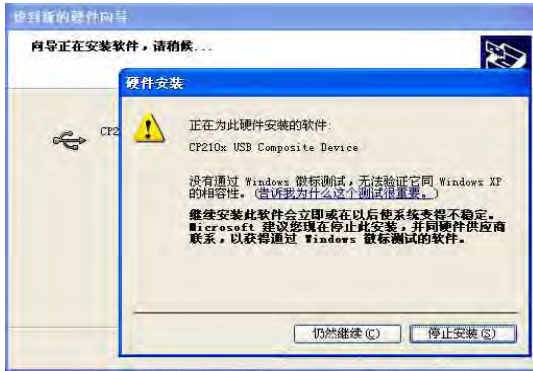 找到新的硬件向导
向导正在安装软件，请稍候...
CP2
硬件安装
正在为此硬件安装的软件:
CP210x USB Composite Device
没有通过 Windows 徽标测试，无法验证它同 Windows XP
的相容性。(告诉我为什么这个测试很重要。)
继续安装此软件会立即或在以后使系统变得不稳定。
Microsoft 建议您现在停止此安装，并同硬件供应商
联系，以获得通过 Windows 徽标测试的软件。
仍然继续(C)
停止安装(S)